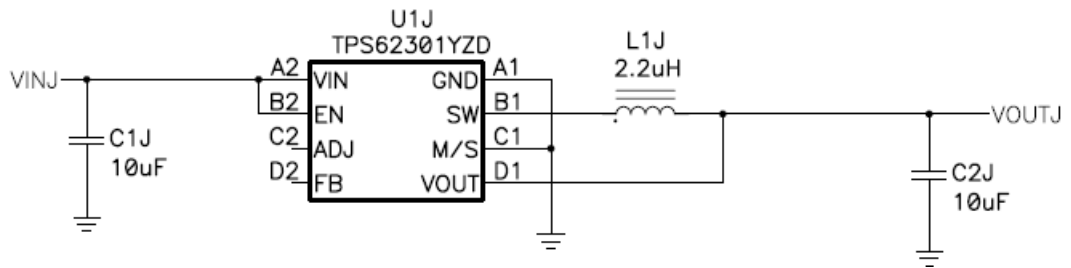 U1J
TPS62301YZD
L1J
2.2uH
VINJ
A2 VIN GND A1
B2 EN SW B1
VOUTJ
C1J
10uF
C2 ADJ M/S C1
D2 FB VOUT D1
C2J
10uF